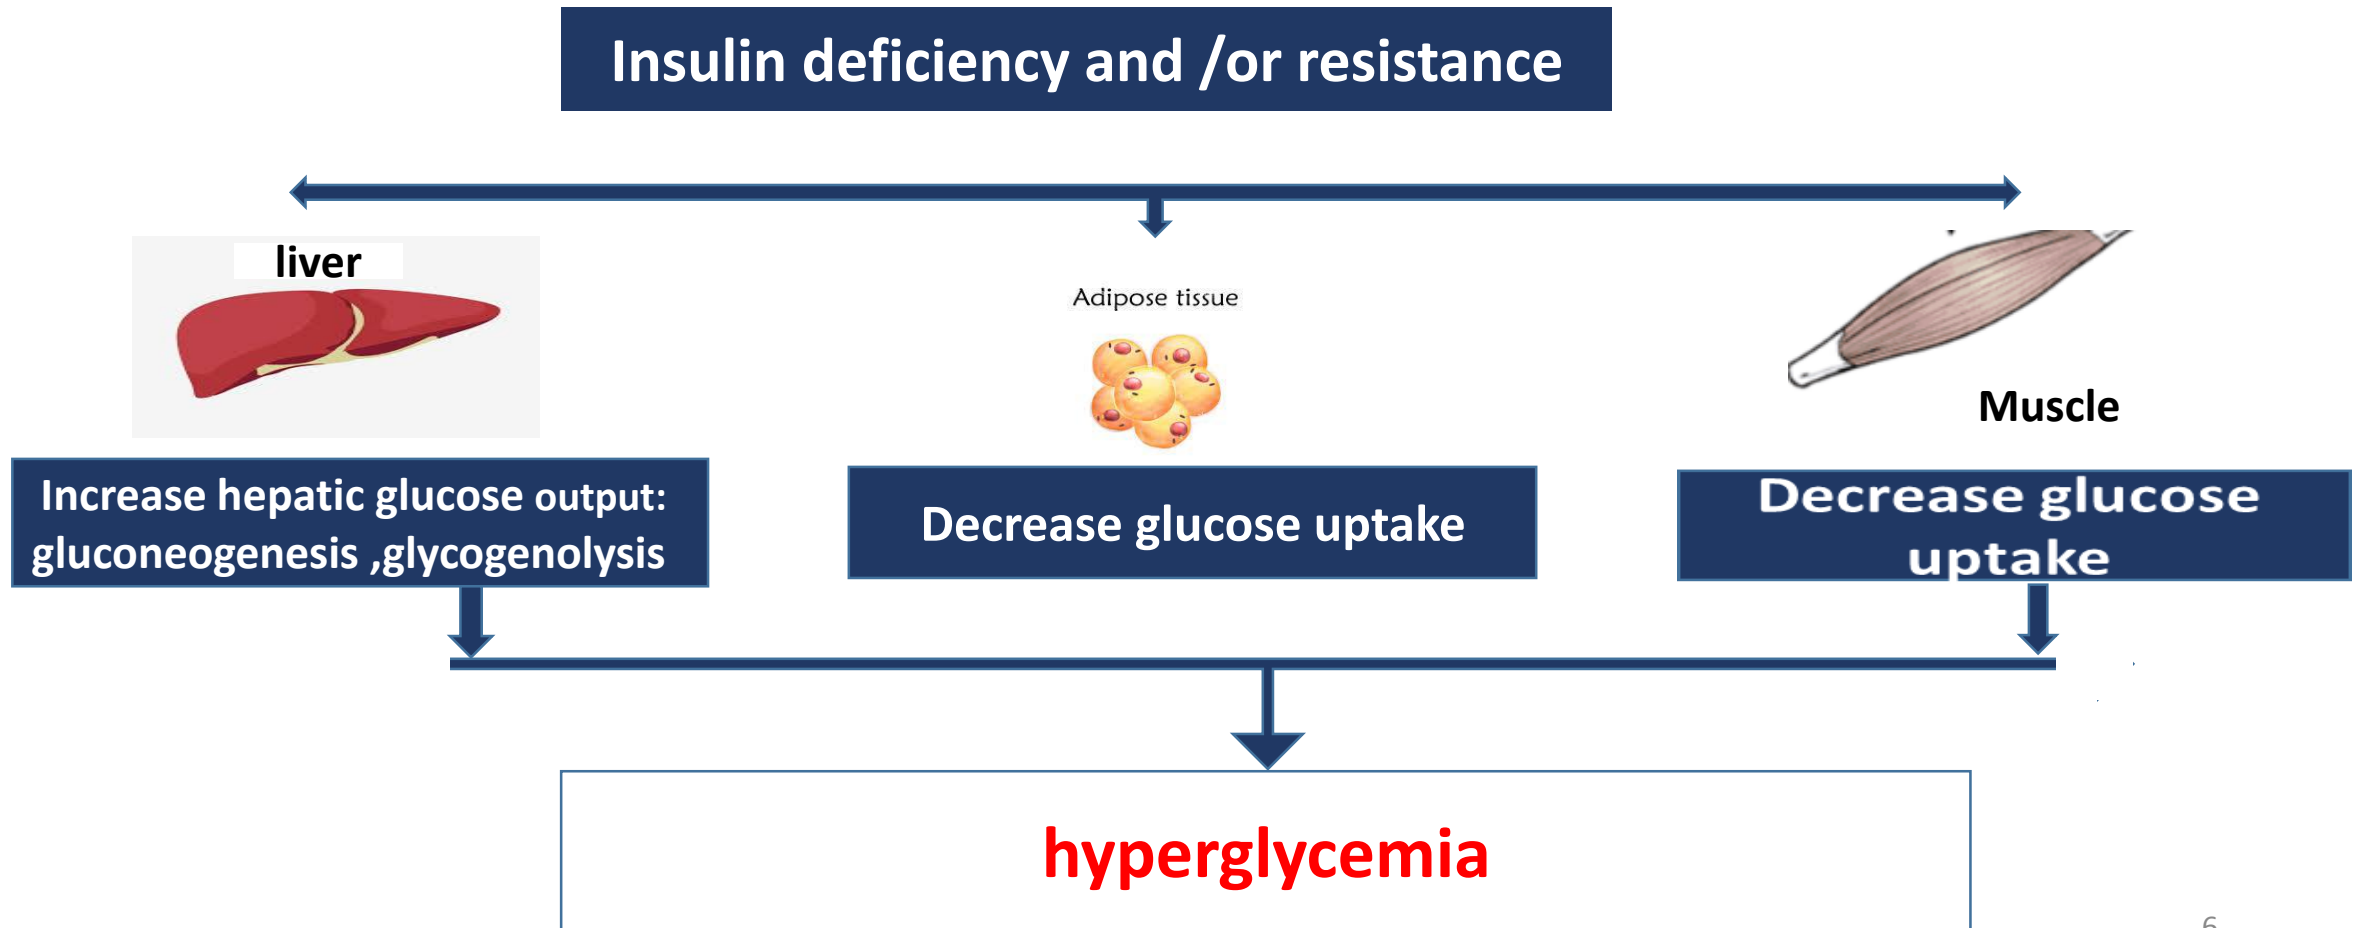 Insulin deficiency and /or resistance
liver
Adipose tissue
Muscle
Increase hepatic glucose output:
gluconeogenesis ,glycogenolysis
Decrease glucose uptake
Decrease glucose
uptake
hyperglycemia
6